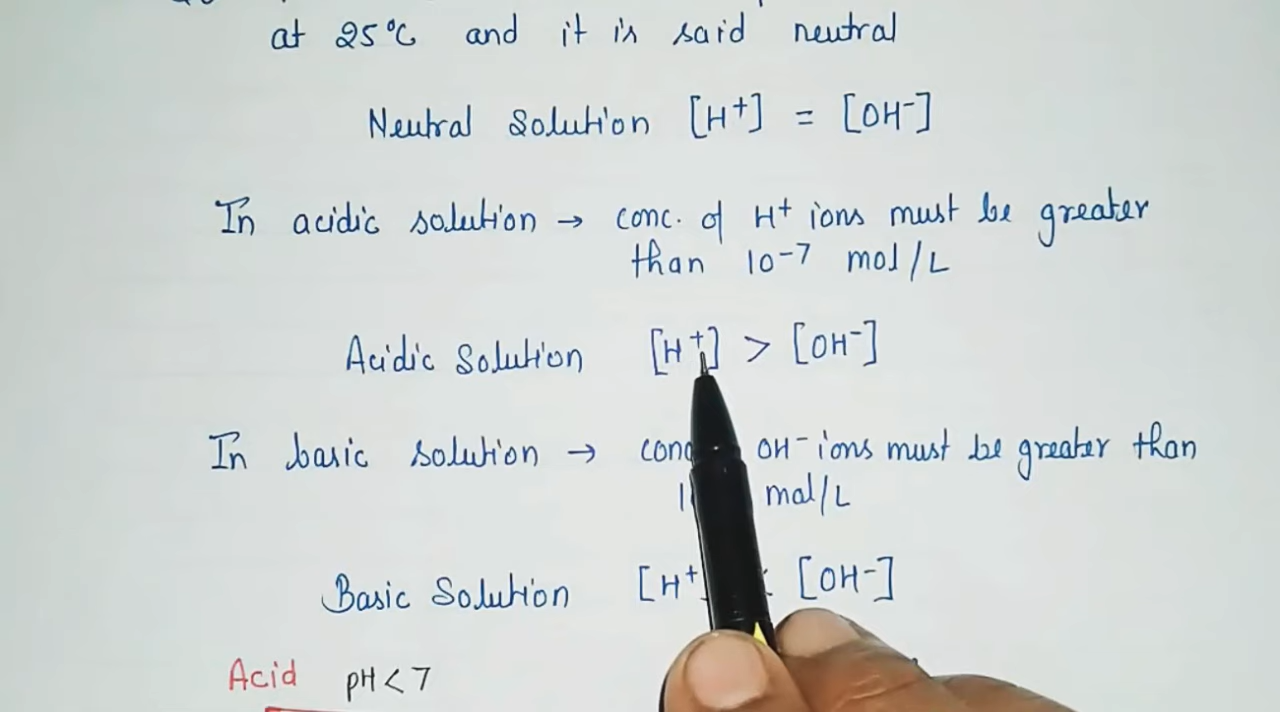 at 25°C and it is said neutral
Neutral Solution [H+] = [OH-]
In acidic solution → conc. of H+ ions must be greater
than 10-7 mol/L
Acidic Solution [H+] > [OH-]
In basic solution → OH- ions must be greater than
mal/L
Basic Solution [H+] [OH-]
Acid pH < 7